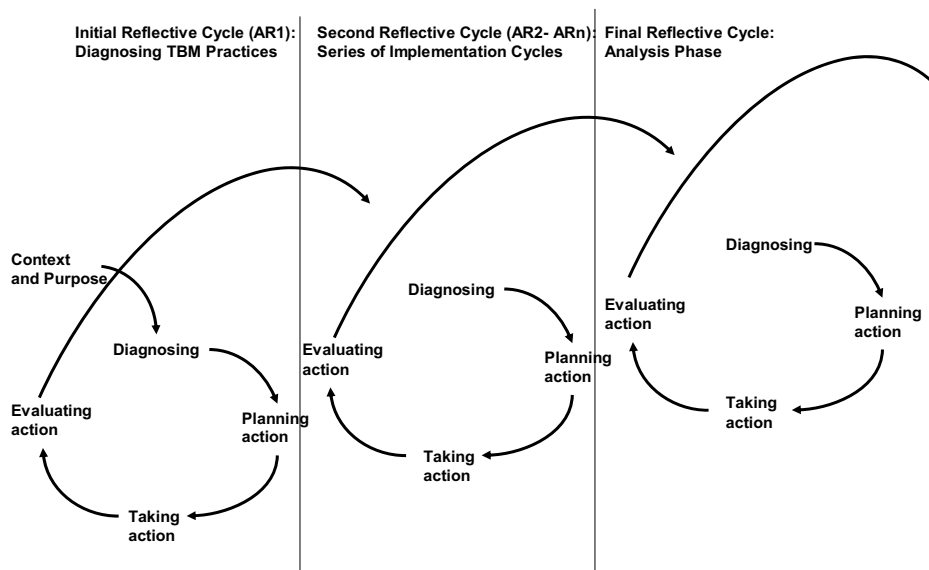 Initial Reflective Cycle (AR1):
Diagnosing TBM Practices
Second Reflective Cycle (AR2- ARn):
Series of Implementation Cycles
Final Reflective Cycle:
Analysis Phase
Context
and Purpose
Diagnosing
Planning
action
Taking
action
Evaluating
action
Diagnosing
Planning
action
Taking
action
Evaluating
action
Diagnosing
Planning
action
Taking
action
Evaluating
action